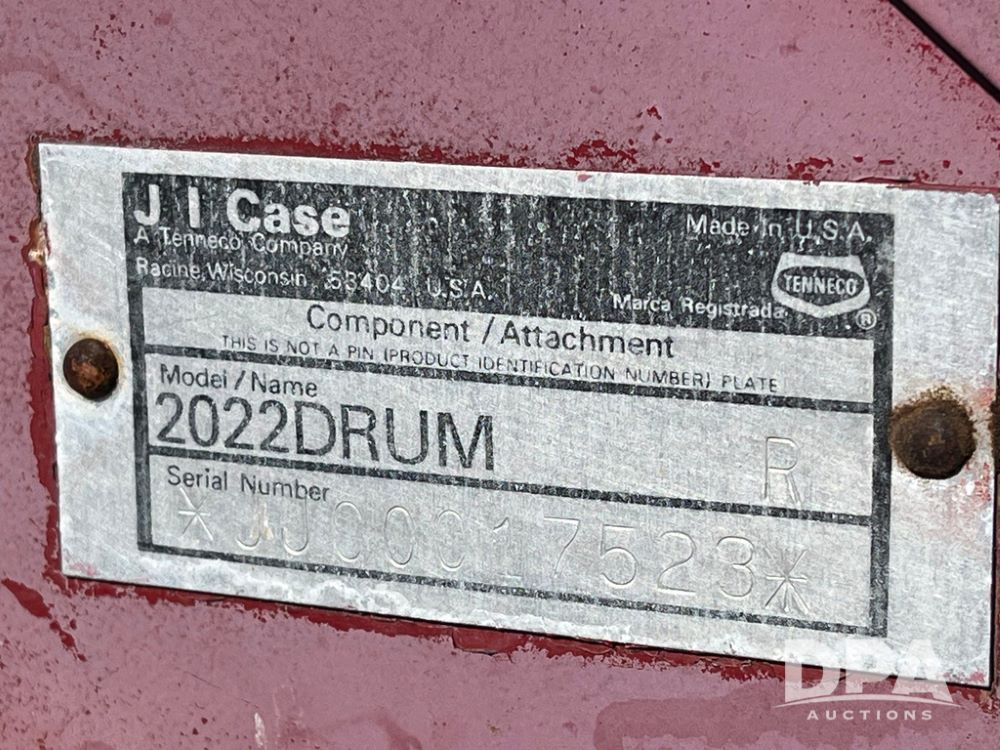 J I Case
A Tenneco Company
Racine, Wisconsin 53404 U.S.A.
Made In U.S.A.
TENNECO
Marca Registrada ®
Component / Attachment
THIS IS NOT A PIN (PRODUCT IDENTIFICATION NUMBER) PLATE
Model / Name
2022DRUM R
Serial Number
*JJC0017523*
DPA
AUCTIONS